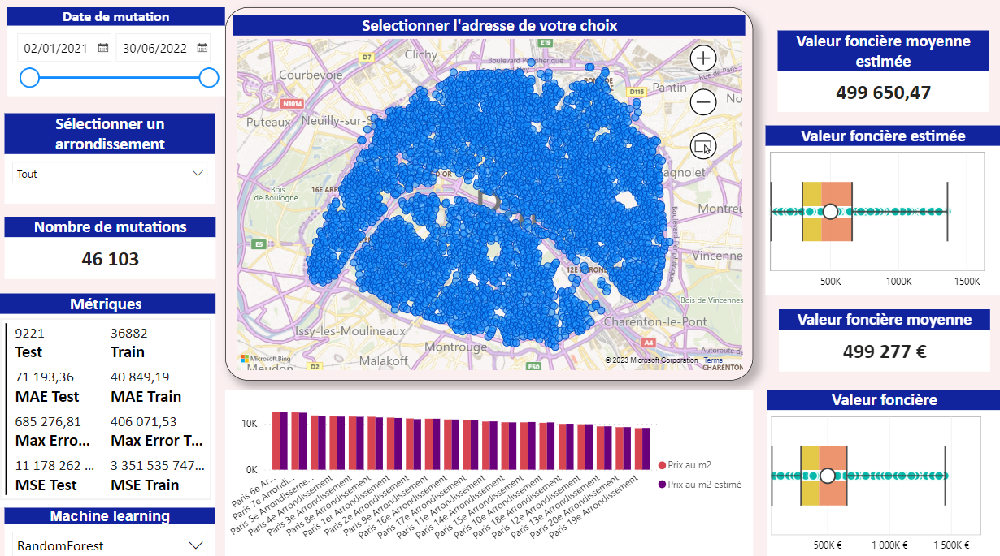 Date de mutation
02/01/2021
30/06/2022
Sélectionner un
arrondissement
Tout
Nombre de mutations
46 103
Métriques
9221
36882
Test
Train
71 193,36
40 849,19
MAE Test
MAE Train
685 276,81
406 071,53
Max Erro...
Max Error T...
11 178 262 ...
3 351 535 747...
MSE Test
MSE Train
Machine learning
RandomForest
Selectionner l'adresse de votre choix
E19
Clichy
D7
Boulevard Périphérique
Rue de Paris
Courbevoie
D115
Pantin
No
N1014
Puteaux
Neuilly-sur-S
agnolet
D'OR
Bois
de Boulogne
16E ARR
Montreu
E5
Boulevard Périphérique
Vincenne
12E
Bois de Vincennes
Charenton-le-Pont
Issy-les-Moulineaux
Montrouge
A4
Autoroute de
Microsoft Bing
Malakoff
© 2023 Microsoft Corporation
Terms
Meudon
D2
E50
CHARENTON
10K
0K
Paris 6e Ar...
Paris 7e Arrondi...
Paris 5e Arrondisseme...
Paris 4e Arrondissement
Paris 3e Arrondissement
Paris 8e Arrondissement
Paris 1er Arrondissement
Paris 2e Arrondissement
Paris 9e Arrondissement
Paris 16e Arrondissement
Paris 17e Arrondissement
Paris 11e Arrondissement
Paris 14e Arrondissement
Paris 15e Arrondissement
Paris 10e Arrondissement
Paris 18e Arrondissement
Paris 12e Arrondissement
Paris 13e Arrondissement
Paris 20e Arrondissement
Paris 19e Arrondissement
Prix au m2
Prix au m2 estimé
Valeur foncière moyenne
estimée
499 650,47
Valeur foncière estimée
500K
1000K
1500K
Valeur foncière moyenne
499 277 €
Valeur foncière
500K €
1 000K €
1 500K €